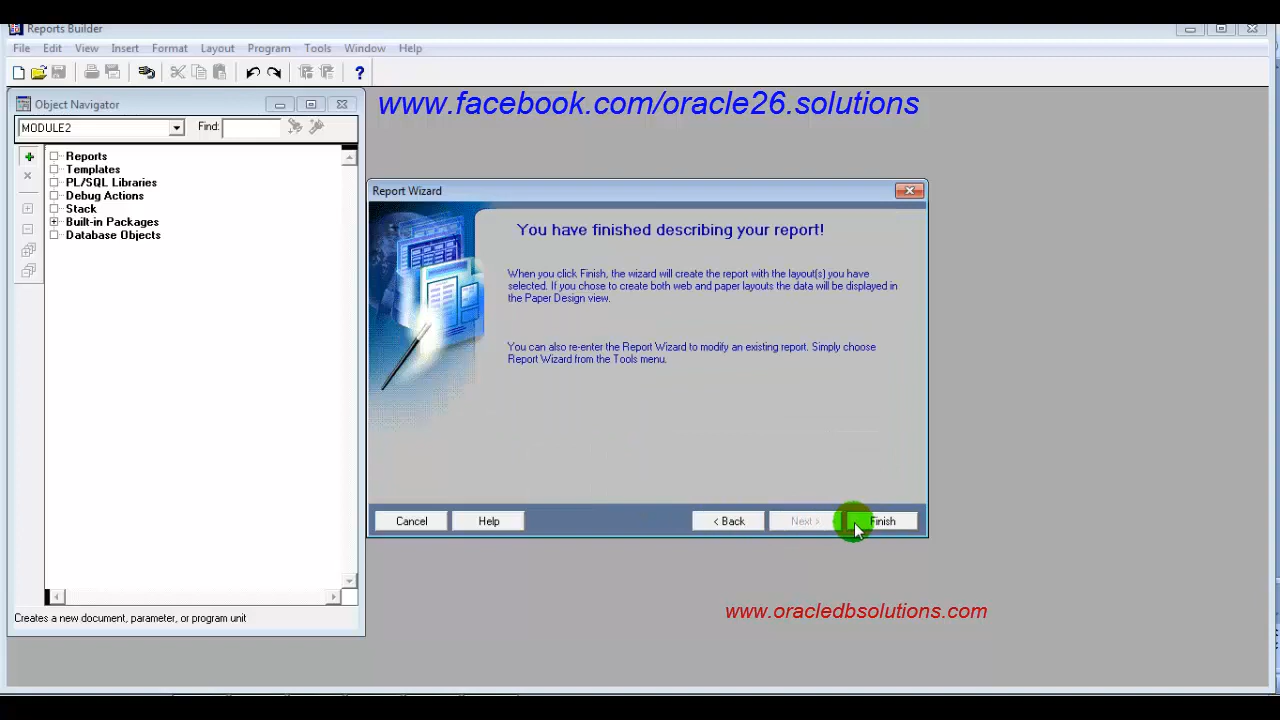 Reports Builder
File Edit View Insert Format Layout Program Tools Window Help
Object Navigator
www.facebook.com/oracle26.solutions
MODULE2 Find:
Reports
Templates
PL/SQL Libraries
Debug Actions
Stack
Built-in Packages
Database Objects
Report Wizard
You have finished describing your report!
When you click Finish, the wizard will create the report with the layout(s) you have
selected. If you chose to create both web and paper layouts the data will be displayed in
the Paper Design view.
You can also re-enter the Report Wizard to modify an existing report. Simply choose
Report Wizard from the Tools menu.
Cancel Help < Back Next > Finish
www.oracledbsolutions.com
Creates a new document, parameter, or program unit